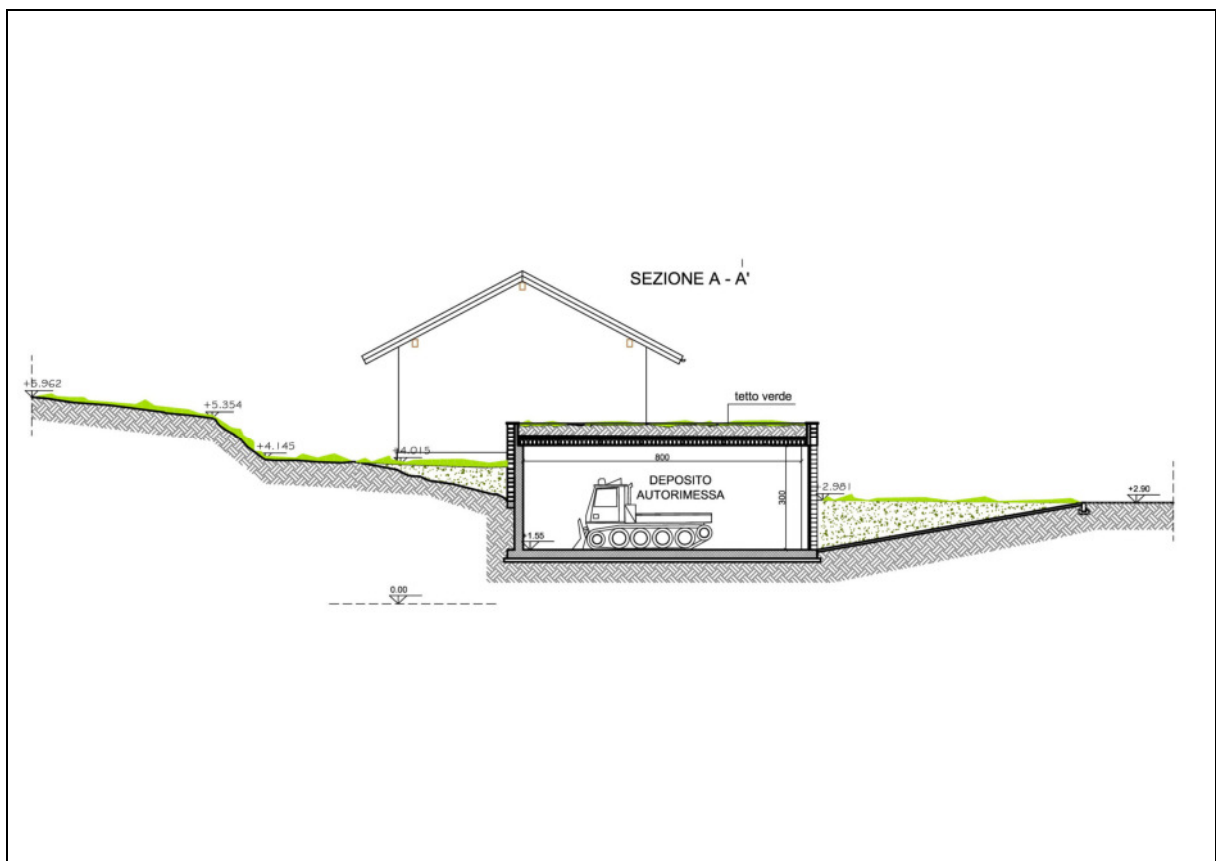 SEZIONE A - A'
+5.962
+5.354
tetto verde
+4.145
+4.015
800
DEPOSITO
AUTORIMESSA
300
+2.981
+2.90
+1.55
0.00